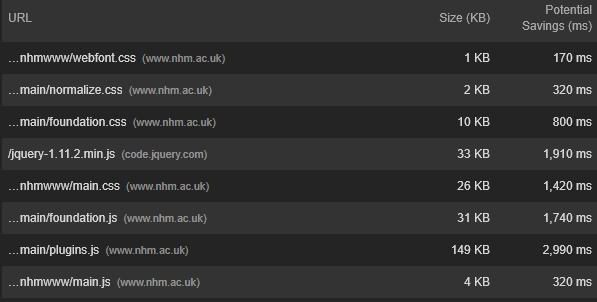 URL Size (KB) Potential Savings (ms)
…nhmwww/webfont.css (www.nhm.ac.uk) 1 KB 170 ms
…main/normalize.css (www.nhm.ac.uk) 2 KB 320 ms
…main/foundation.css (www.nhm.ac.uk) 10 KB 800 ms
/jquery-1.11.2.min.js (code.jquery.com) 33 KB 1,910 ms
…nhmwww/main.css (www.nhm.ac.uk) 26 KB 1,420 ms
…main/foundation.js (www.nhm.ac.uk) 31 KB 1,740 ms
…main/plugins.js (www.nhm.ac.uk) 149 KB 2,990 ms
…nhmwww/main.js (www.nhm.ac.uk) 4 KB 320 ms